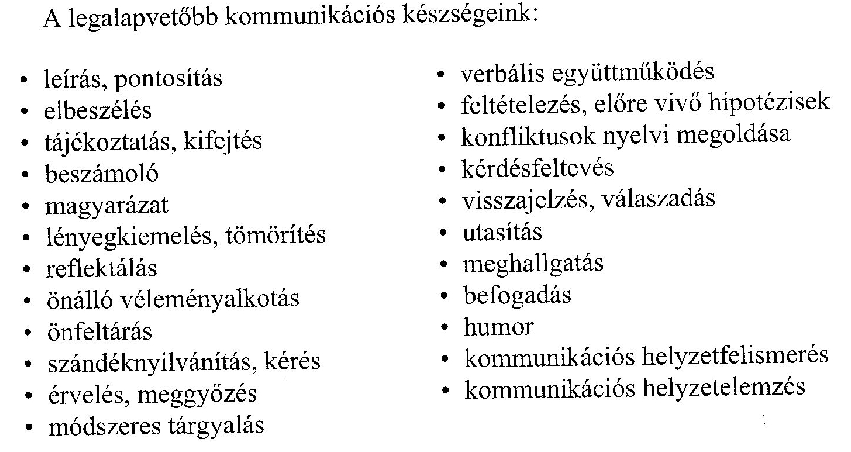 A legalapvetőbb kommunikációs készségeink:
• leírás, pontosítás
• elbeszélés
• tájékoztatás, kifejtés
• beszámoló
• magyarázat
• lényegkiemelés, tömörítés
• reflektálás
• önálló véleményalkotás
• önfeltárás
• szándéknyilvánítás, kérés
• érvelés, meggyőzés
• módszeres tárgyalás
• verbális együttműködés
• feltételezés, előre vivő hipotézisek
• konfliktusok nyelvi megoldása
• kérdésfeltevés
• visszajelzés, válaszadás
• utasítás
• meghallgatás
• befogadás
• humor
• kommunikációs helyzetfelismerés
• kommunikációs helyzetelemzés